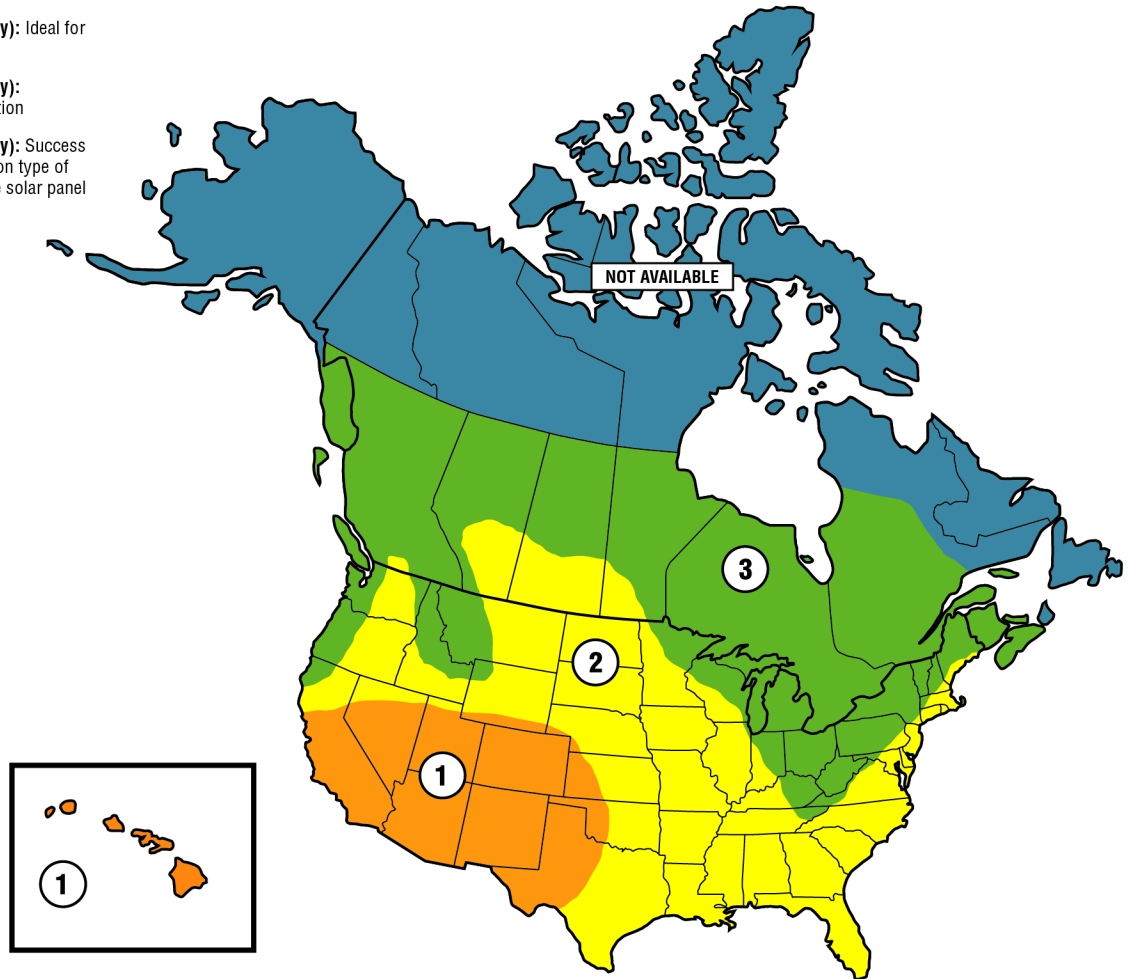 y): Ideal for
y):
tion
y): Success
on type of
e solar panel
NOT AVAILABLE
3
2
1
1